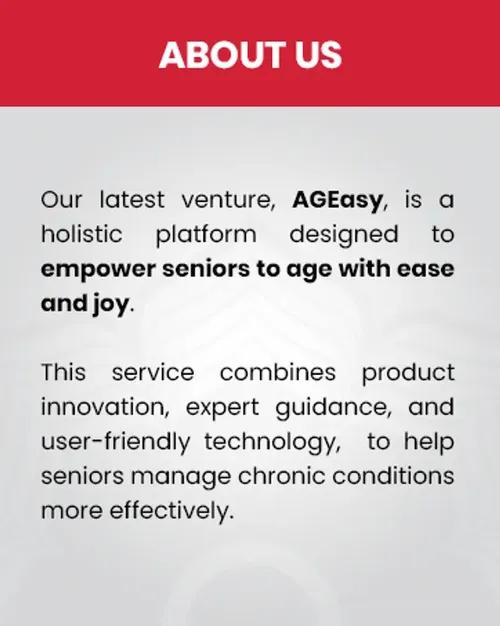 ABOUT US
Our latest venture, AGEasy, is a
holistic platform designed to
empower seniors to age with ease
and joy.
This service combines product
innovation, expert guidance, and
user-friendly technology, to help
seniors manage chronic conditions
more effectively.